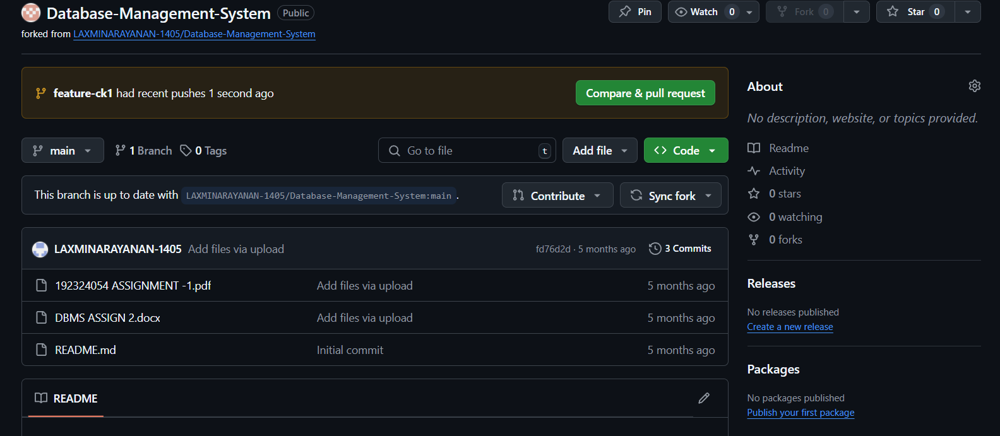 Database-Management-System Public Pin Watch 0 Fork 0 Star 0
forked from LAXMINARAYANAN-1405/Database-Management-System
feature-ck1 had recent pushes 1 second ago Compare & pull request
main 1 Branch 0 Tags Go to file t Add file Code
This branch is up to date with LAXMINARAYANAN-1405/Database-Management-System:main . Contribute Sync fork
LAXMINARAYANAN-1405 Add files via upload fd76d2d · 5 months ago 3 Commits
192324054 ASSIGNMENT -1.pdf Add files via upload 5 months ago
DBMS ASSIGN 2.docx Add files via upload 5 months ago
README.md Initial commit 5 months ago
README
About
No description, website, or topics provided.
Readme
Activity
0 stars
0 watching
0 forks
Releases
No releases published
Create a new release
Packages
No packages published
Publish your first package